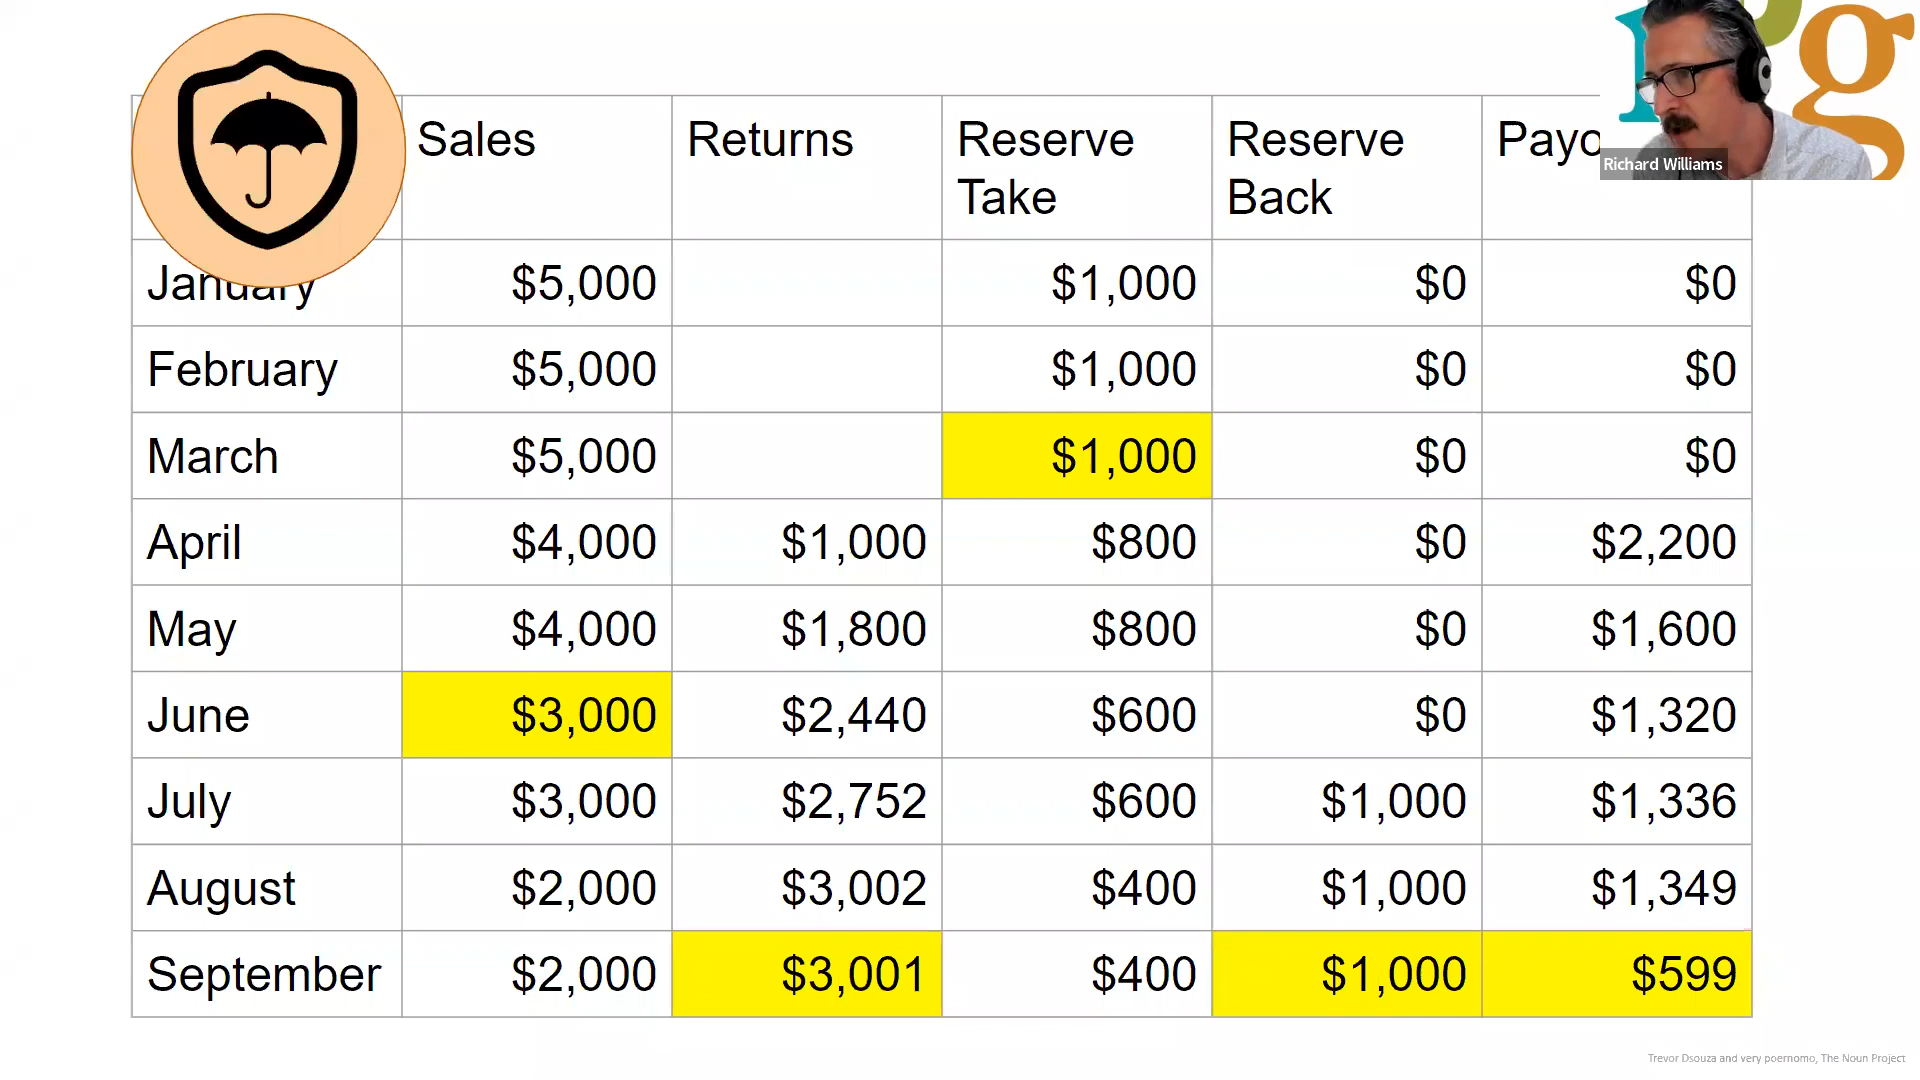 Sales Returns Reserve Reserve Payo
Take Back
Richard Williams
January $5,000 $1,000 $0 $0
February $5,000 $1,000 $0 $0
March $5,000 $1,000 $0 $0
April $4,000 $1,000 $800 $0 $2,200
May $4,000 $1,800 $800 $0 $1,600
June $3,000 $2,440 $600 $0 $1,320
July $3,000 $2,752 $600 $1,000 $1,336
August $2,000 $3,002 $400 $1,000 $1,349
September $2,000 $3,001 $400 $1,000 $599
Trevor Dsouza and very poernomo, The Noun Project